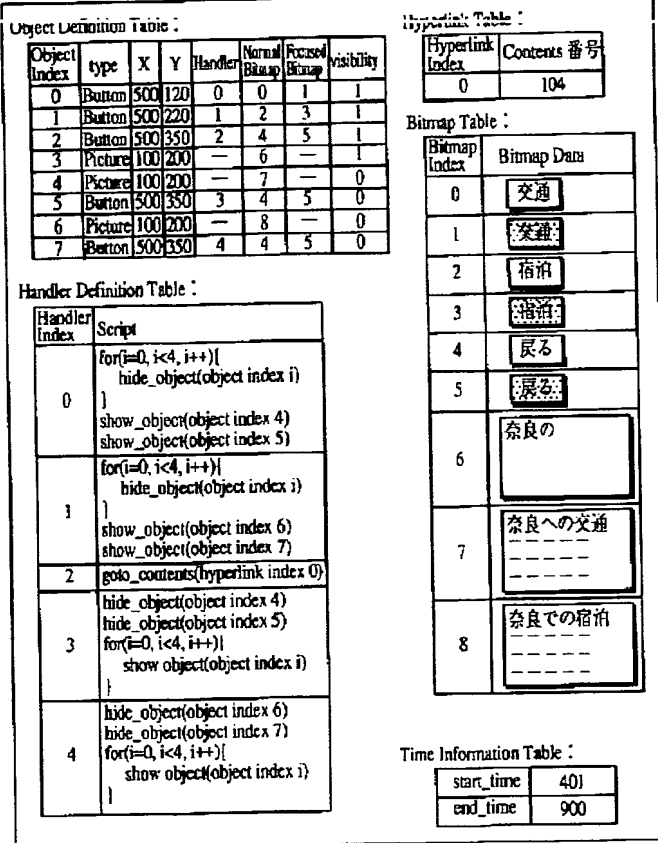 Object Definition Table :
Object Index type X Y Handler Normal Bitmap Focused Bitmap visibility
0 Button 500 120 0 0 1 1
1 Button 500 220 1 2 3 1
2 Button 500 350 2 4 5 1
3 Picture 100 200 — 6 — 1
4 Picture 100 200 — 7 — 0
5 Button 500 350 3 4 5 0
6 Picture 100 200 — 8 — 0
7 Button 500 350 4 4 5 0
Handler Definition Table :
Handler Index Script
0
for(i=0, i<4, i++){
hide_object(object index i)
}
show_object(object index 4)
show_object(object index 5)
1
for(i=0, i<4, i++){
hide_object(object index i)
}
show_object(object index 6)
show_object(object index 7)
2 goto_contents(hyperlink index 0)
3
hide_object(object index 4)
hide_object(object index 5)
for(i=0, i<4, i++){
show object(object index i)
}
4
hide_object(object index 6)
hide_object(object index 7)
for(i=0, i<4, i++){
show object(object index i)
}
Hyperlink Table :
Hyperlink Index Contents 番号
0 104
Bitmap Table :
Bitmap Index Bitmap Data
0 交通
1 交通
2 宿泊
3 宿泊
4 戻る
5 戻る
6 奈良の
7 奈良への交通
8 奈良での宿泊
Time Information Table :
start_time 401
end_time 900